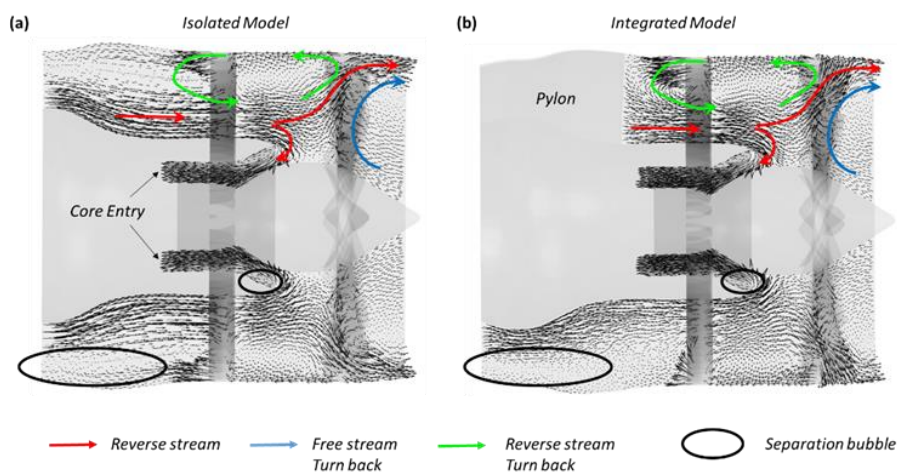 (a)
Isolated Model
(b)
Integrated Model
Pylon
Core Entry
Reverse stream
Free stream
Turn back
Reverse stream
Turn back
Separation bubble